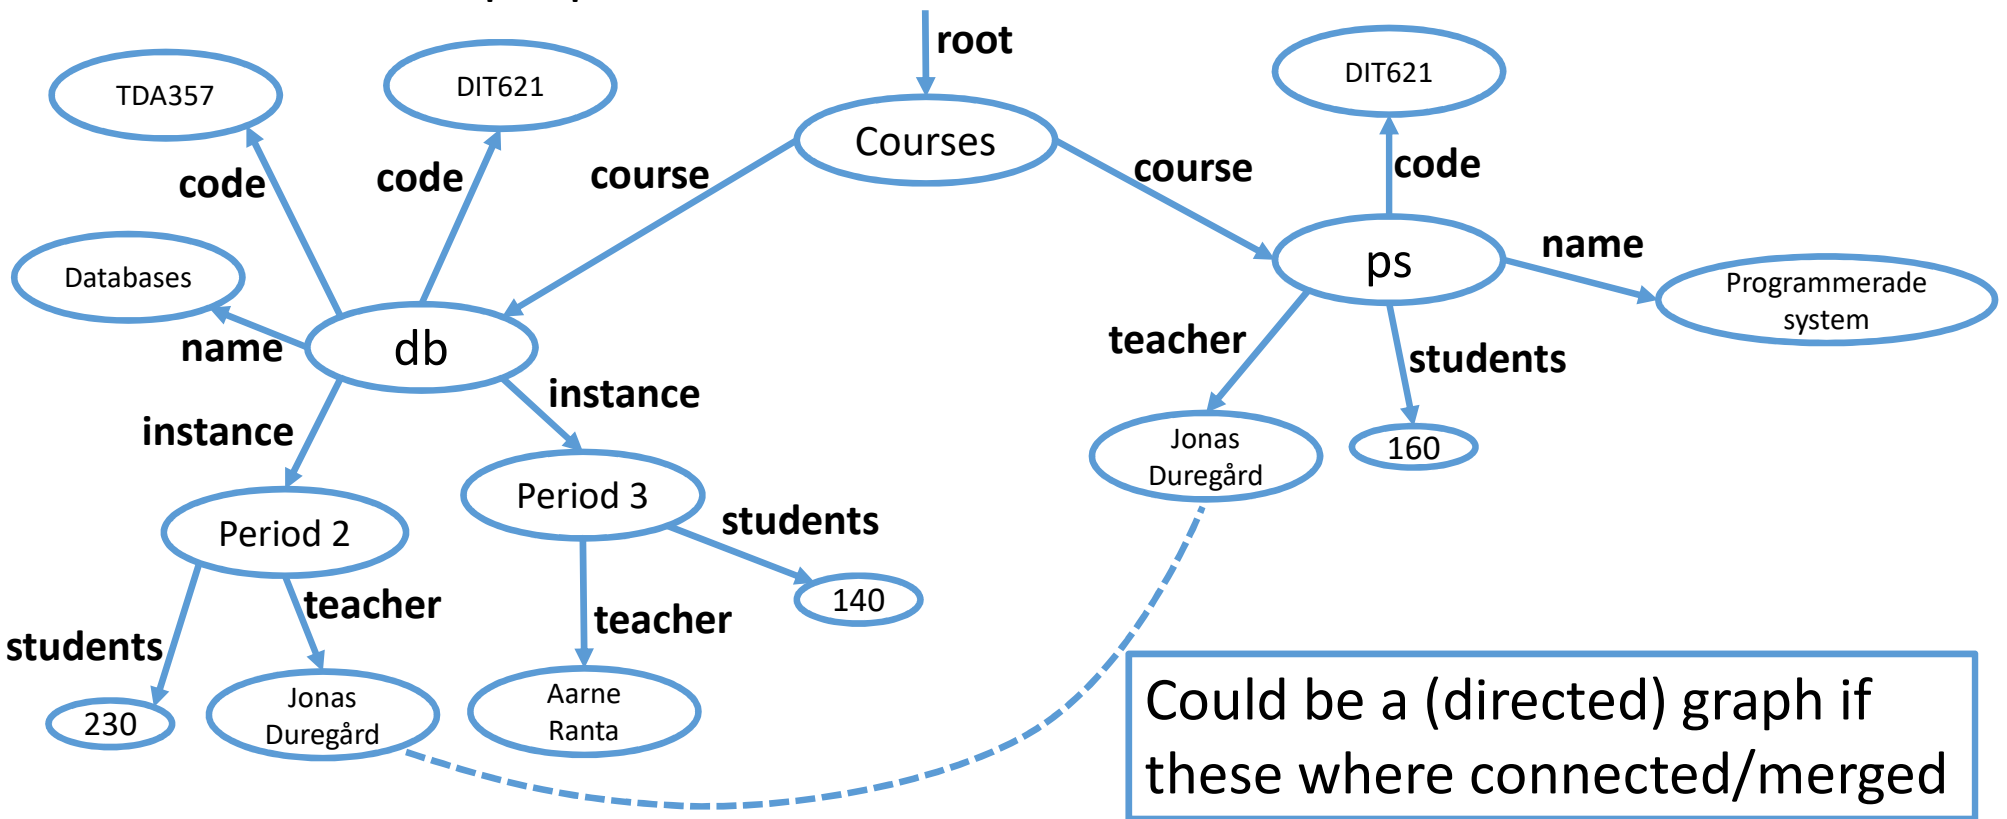 root
TDA357
DIT621
DIT621
Courses
code
code
course
course
code
Databases
name
db
ps
name
Programmerade
system
teacher
students
instance
instance
Jonas
Duregård
160
Period 2
Period 3
students
students
teacher
teacher
140
230
Jonas
Duregård
Aarne
Ranta
Could be a (directed) graph if
these where connected/merged